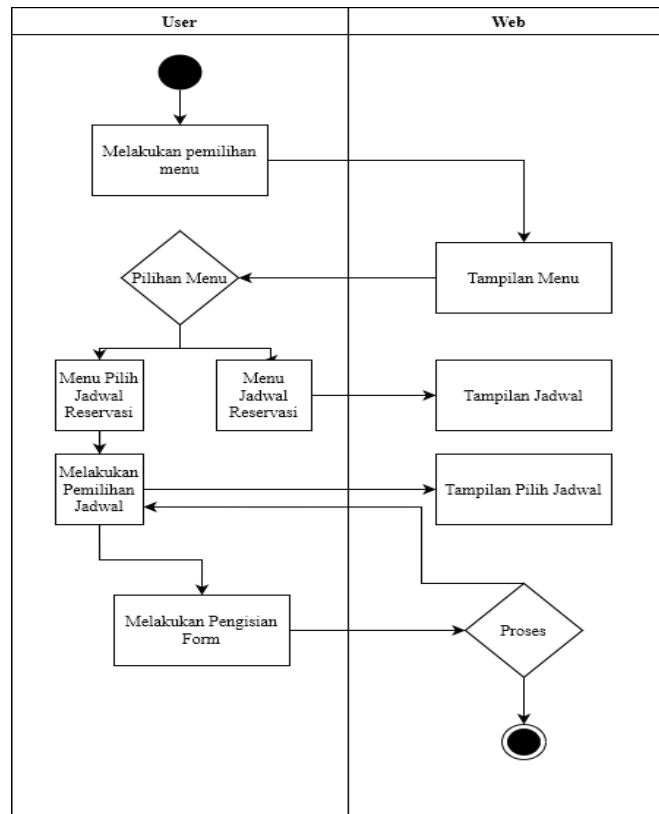 User
Web
Melakukan pemilihan
menu
Pilihan Menu
Tampilan Menu
Menu Pilih
Jadwal
Reservasi
Menu
Jadwal
Reservasi
Tampilan Jadwal
Melakukan
Pemilihan
Jadwal
Tampilan Pilih Jadwal
Melakukan Pengisian
Form
Proses